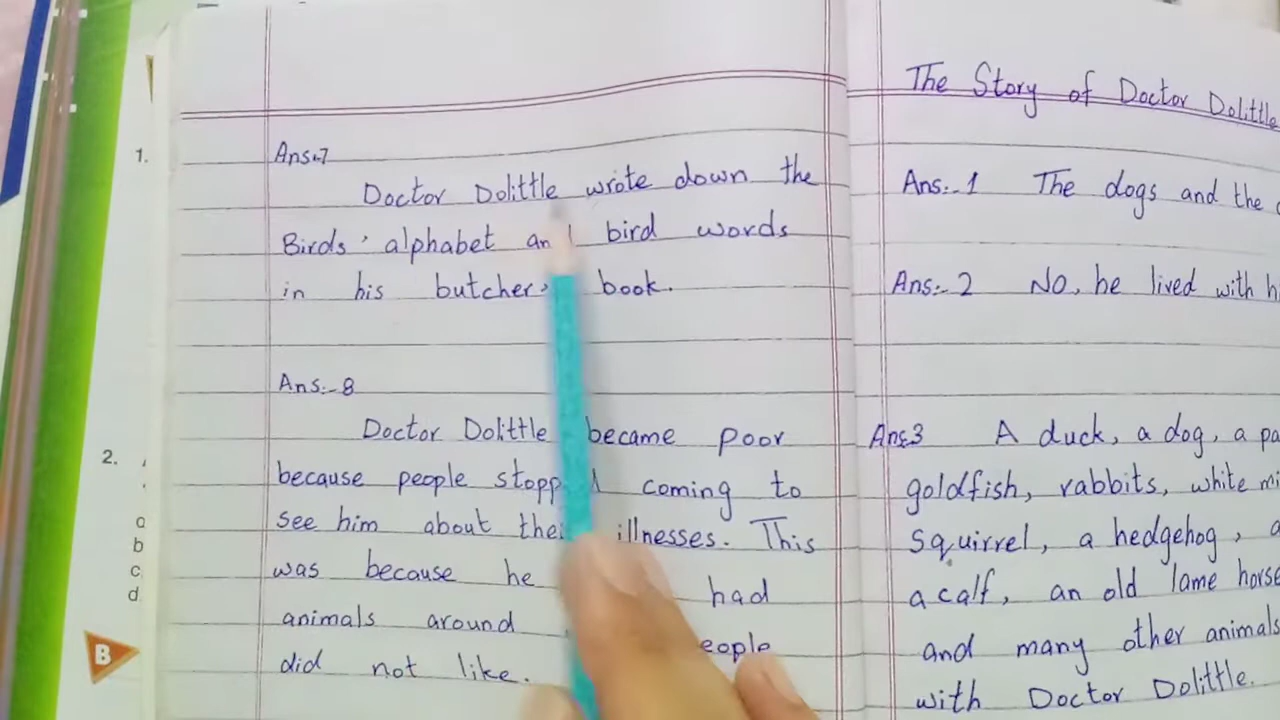 1.
2.
a
b
c.
d.
B
Ans:7
Doctor Dolittle wrote down the
Birds' alphabet and bird words
in his butcher's book.
Ans:- 8
Doctor Dolittle became poor
because people stopped coming to
see him about their illnesses. This
was because he had
animals around people
did not like.
The Story of Doctor Dolittle
Ans:- 1 The dogs and the
Ans:- 2 No, he lived with
Ans:3 A duck, a dog, a
goldfish, rabbits, white
squirrel, a hedgehog,
a calf, an old lame horse
and many other animals
with Doctor Dolittle.